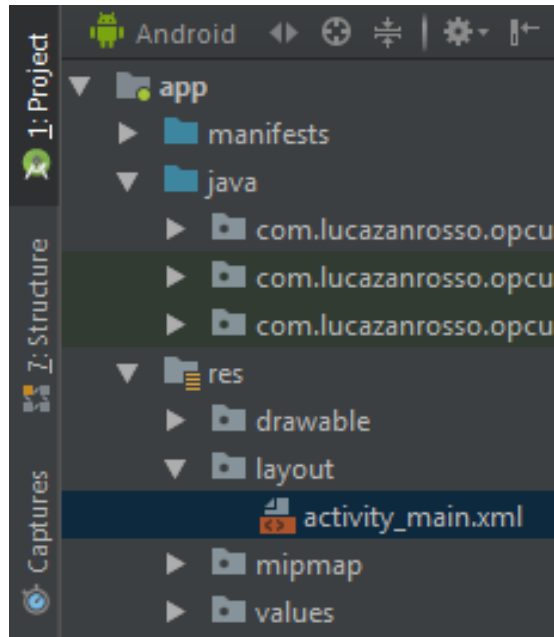 Android
1: Project
7: Structure
Captures
app
manifests
java
com.lucazanrosso.opcu
com.lucazanrosso.opcu
com.lucazanrosso.opcu
res
drawable
layout
activity_main.xml
mipmap
values